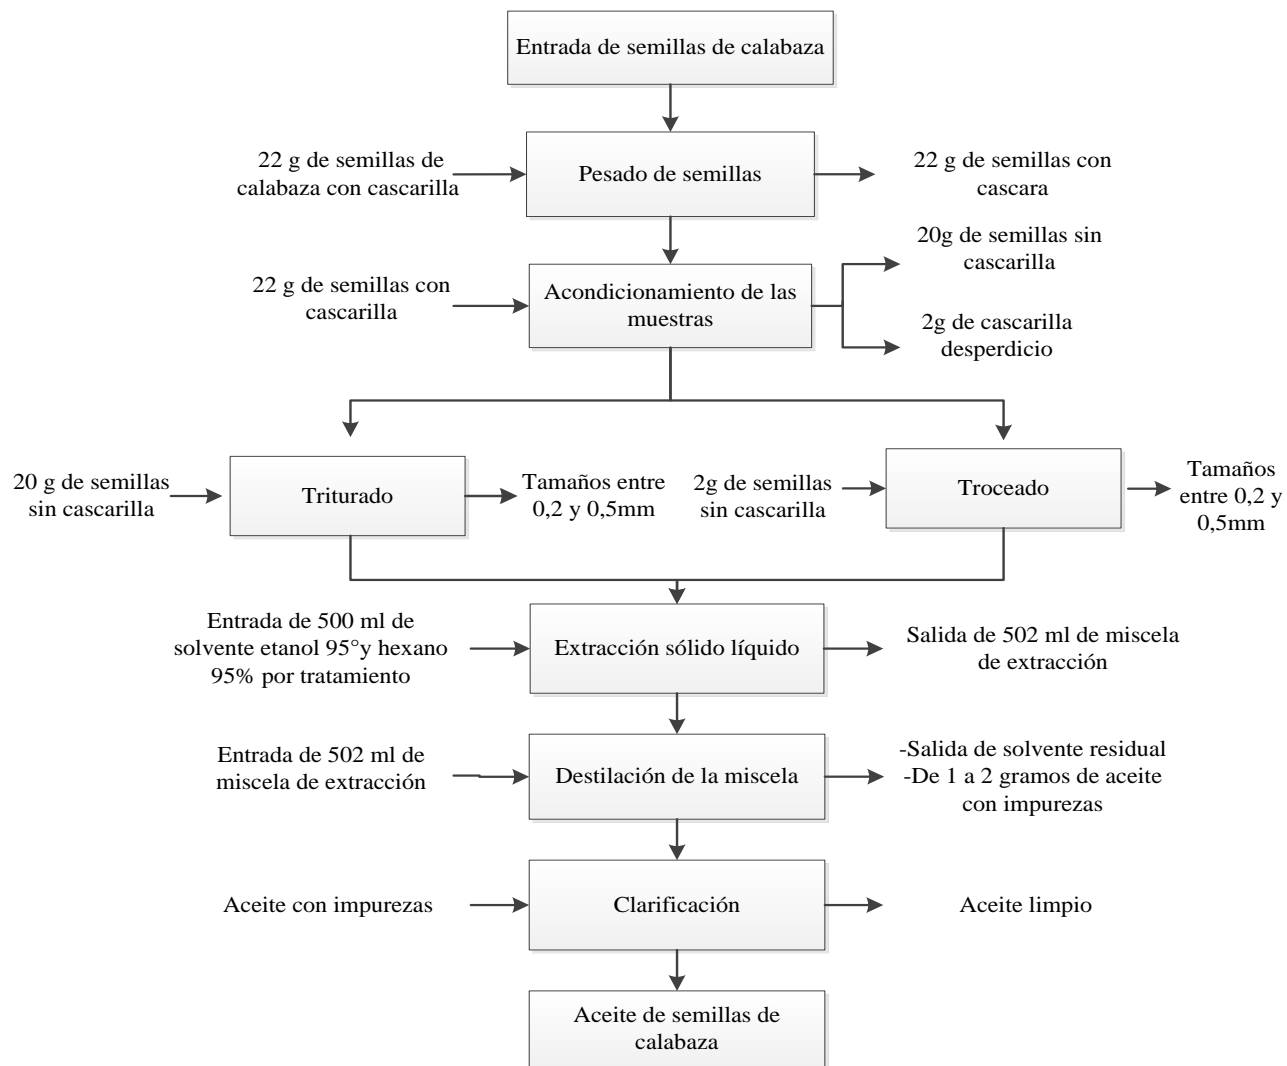 Entrada de semillas de calabaza
22 g de semillas de
calabaza con cascarilla
Pesado de semillas
22 g de semillas con
cascara
22 g de semillas con
cascarilla
Acondicionamiento de las
muestras
20g de semillas sin
cascarilla
2g de cascarilla
desperdicio
20 g de semillas
sin cascarilla
Triturado
Tamaños entre
0,2 y 0,5mm
2g de semillas
sin cascarilla
Troceado
Tamaños
entre 0,2 y
0,5mm
Entrada de 500 ml de
solvente etanol 95°y hexano
95% por tratamiento
Extracción sólido líquido
Salida de 502 ml de miscela
de extracción
Entrada de 502 ml de
miscela de extracción
Destilación de la miscela
-Salida de solvente residual
-De 1 a 2 gramos de aceite
con impurezas
Aceite con impurezas
Clarificación
Aceite limpio
Aceite de semillas de
calabaza